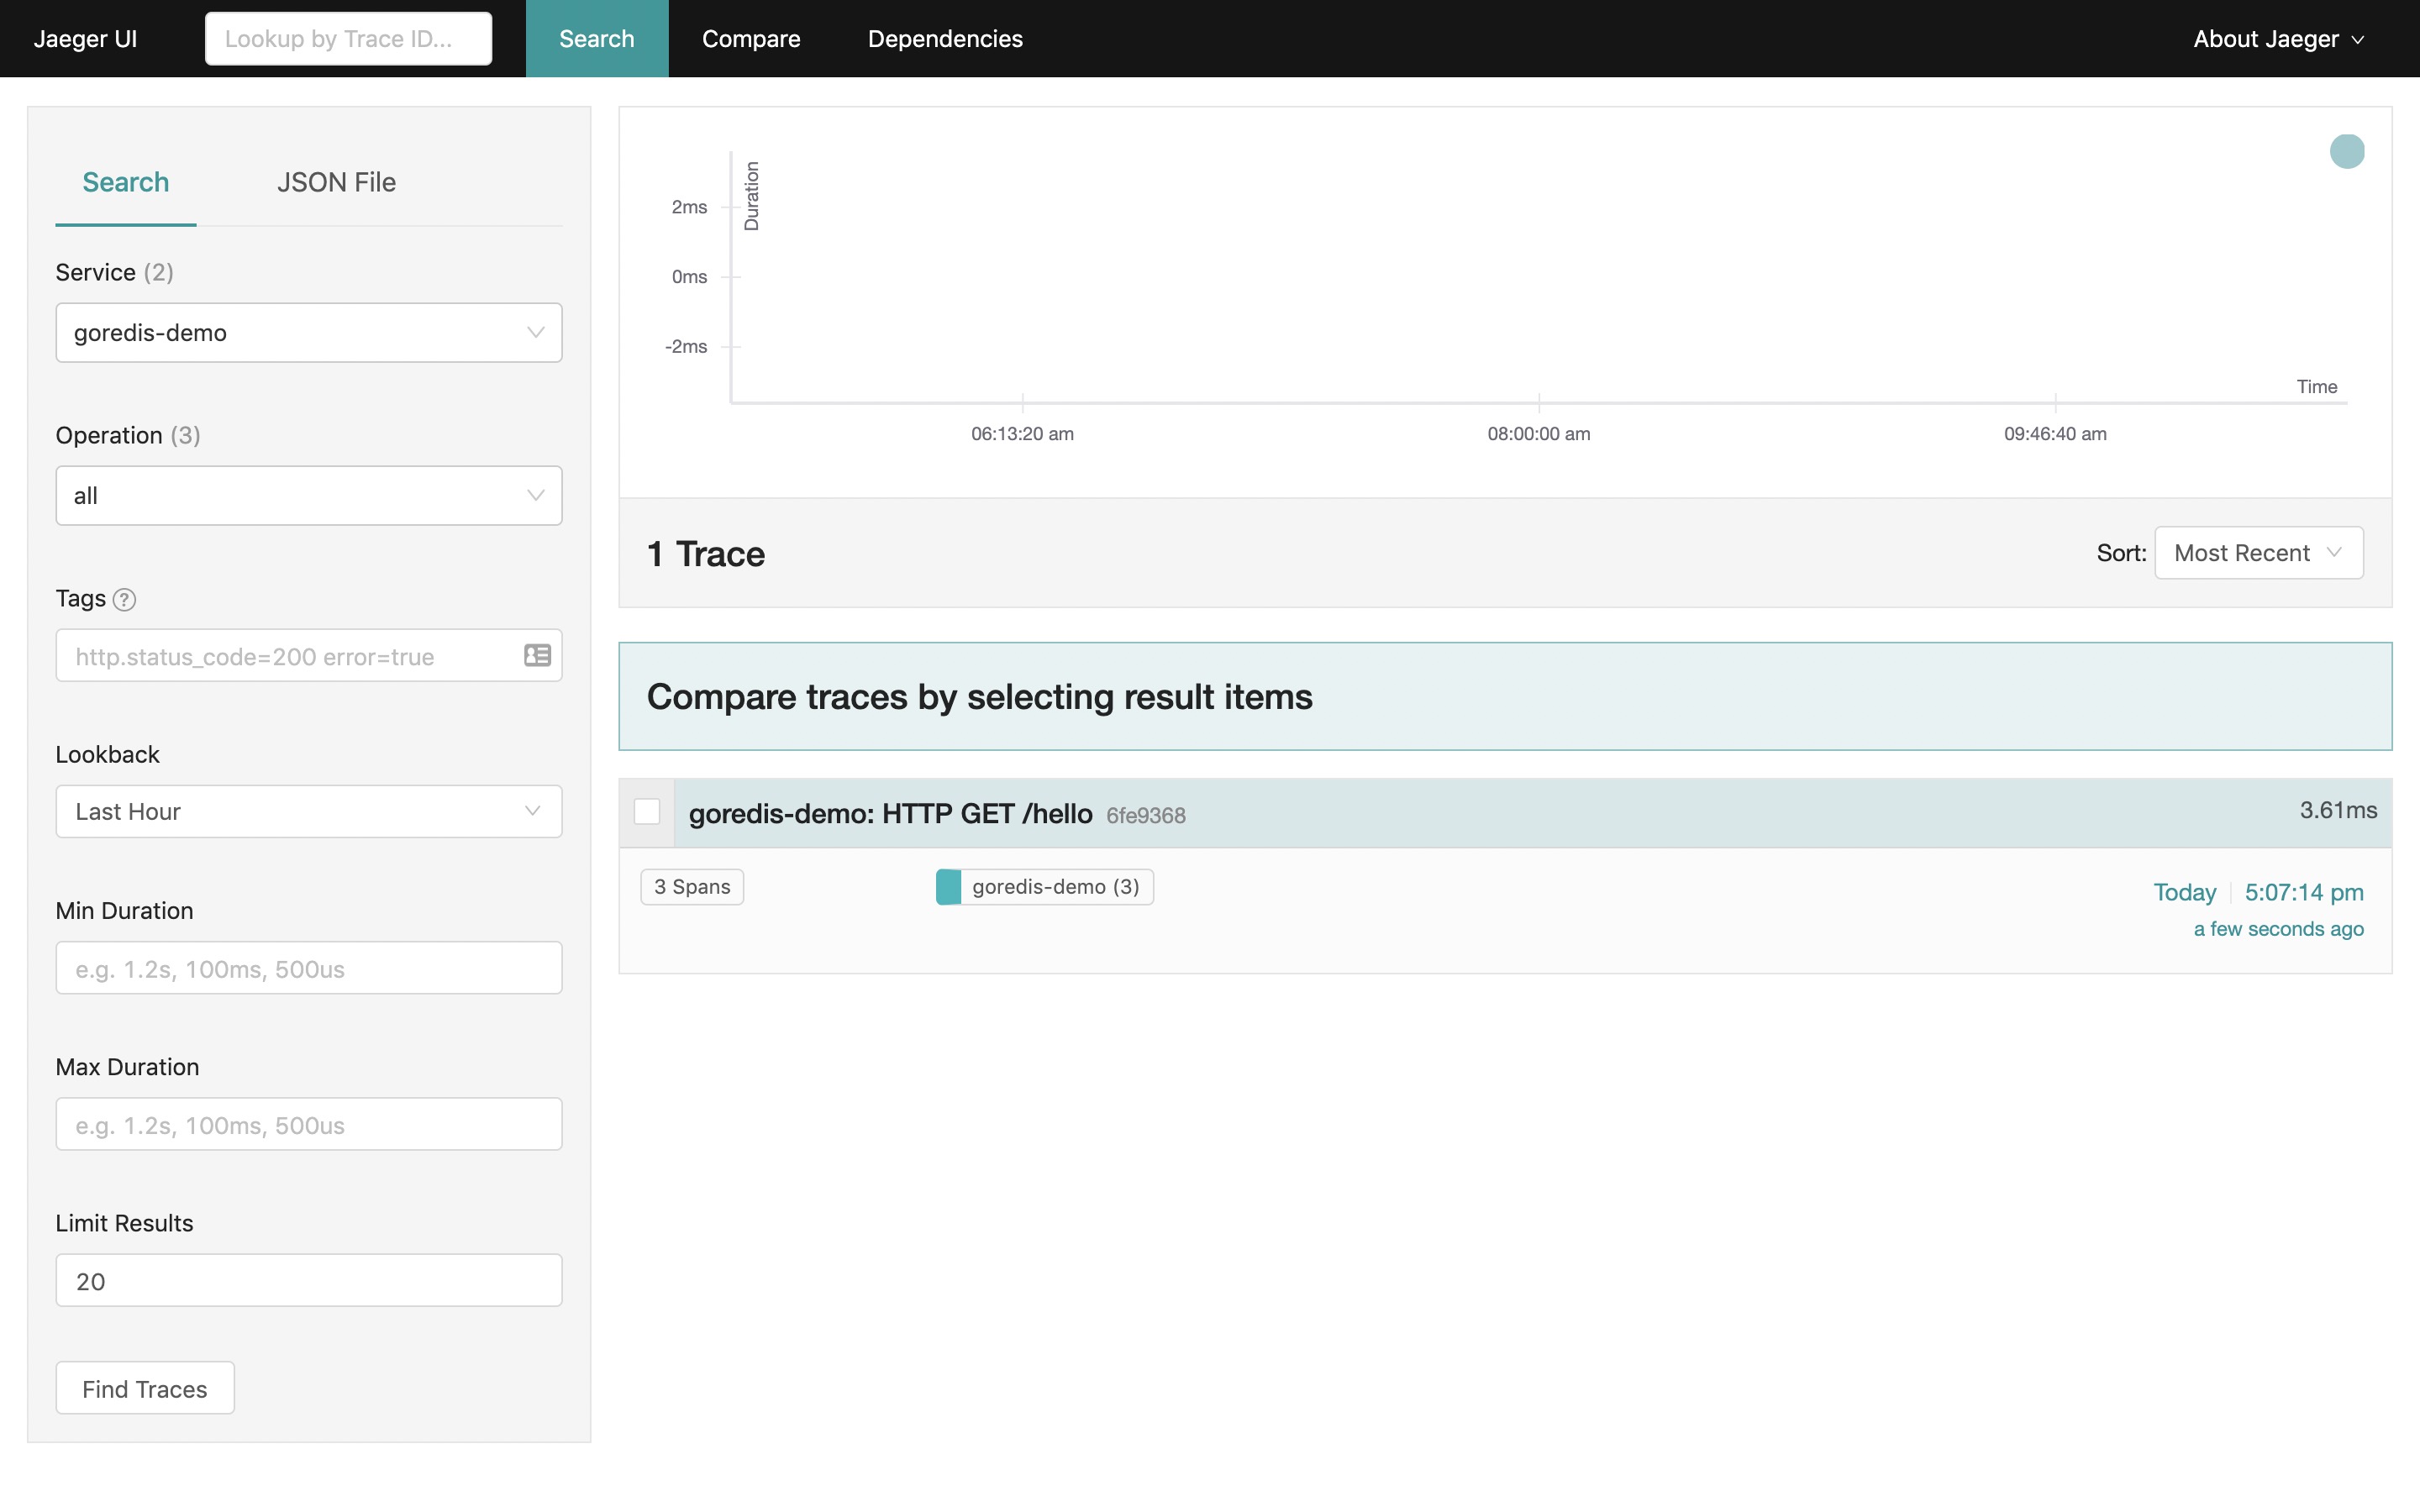 Jaeger UI
Lookup by Trace ID...
Search
Compare
Dependencies
About Jaeger
Search
JSON File
Service (2)
goredis-demo
Operation (3)
all
Tags ?
http.status_code=200 error=true
Lookback
Last Hour
Min Duration
e.g. 1.2s, 100ms, 500us
Max Duration
e.g. 1.2s, 100ms, 500us
Limit Results
20
Find Traces
Duration
2ms
0ms
-2ms
Time
06:13:20 am
08:00:00 am
09:46:40 am
1 Trace
Sort: Most Recent
Compare traces by selecting result items
goredis-demo: HTTP GET /hello 6fe9368
3.61ms
3 Spans
goredis-demo (3)
Today
5:07:14 pm
a few seconds ago